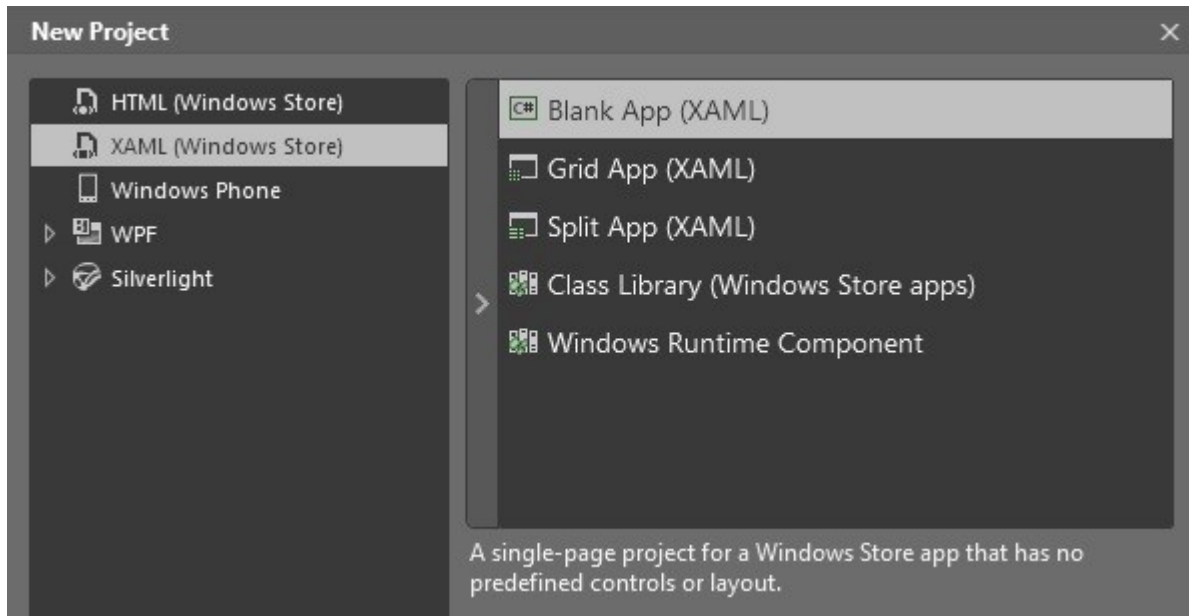 New Project
HTML (Windows Store)
XAML (Windows Store)
Windows Phone
WPF
Silverlight
C# Blank App (XAML)
Grid App (XAML)
Split App (XAML)
Class Library (Windows Store apps)
Windows Runtime Component
A single-page project for a Windows Store app that has no
predefined controls or layout.